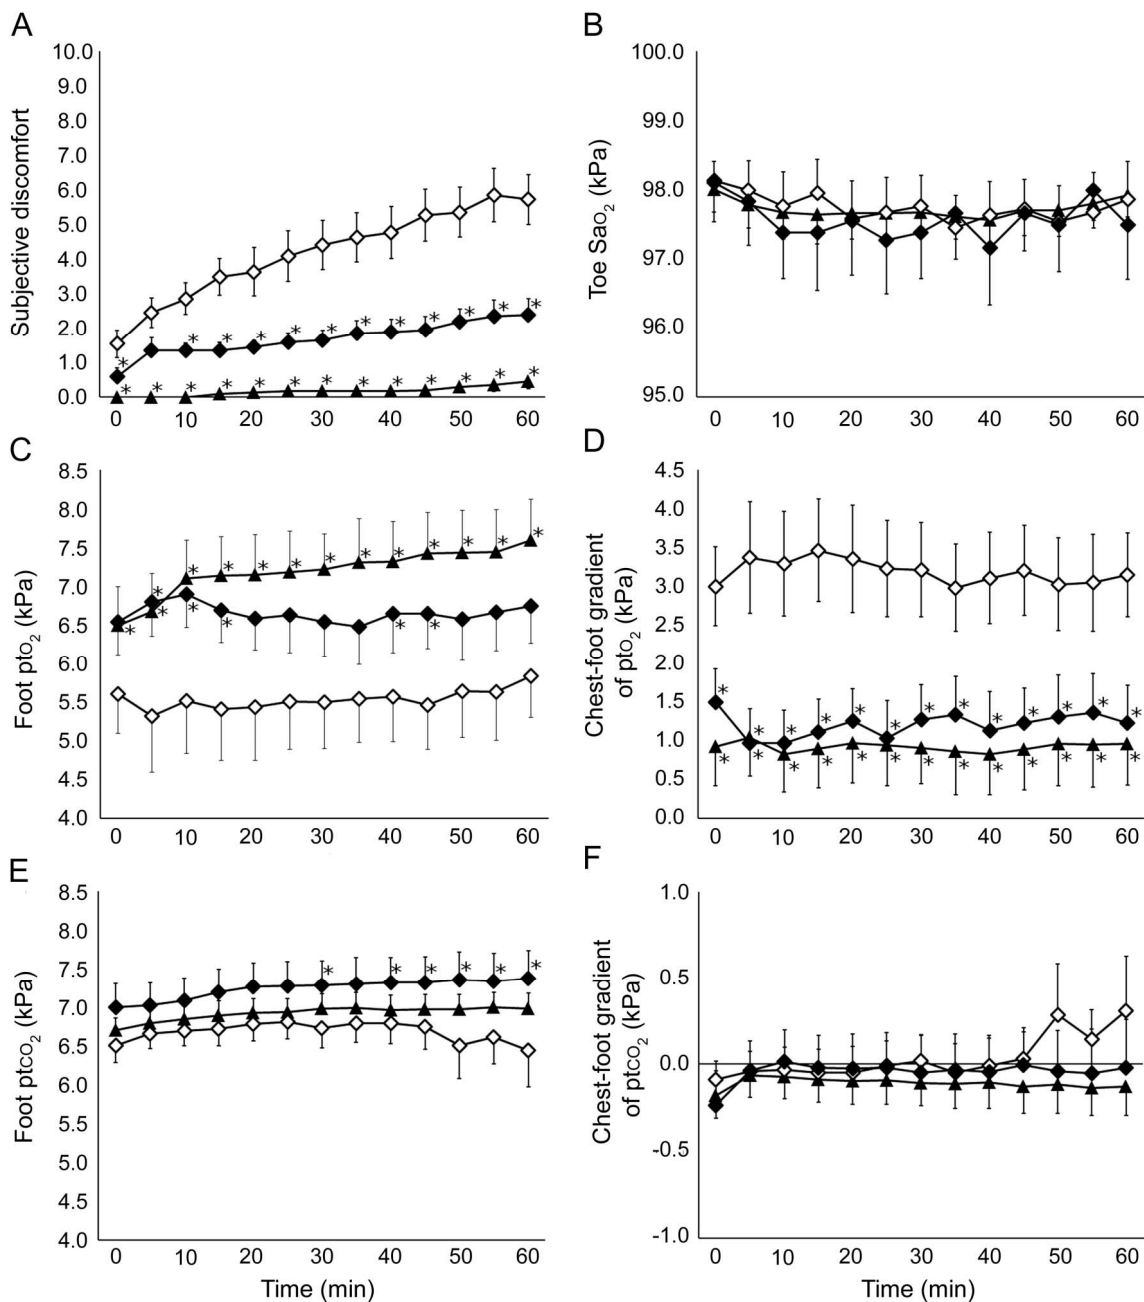 A
10.0
9.0
8.0
7.0
6.0
5.0
4.0
3.0
2.0
1.0
0.0
Subjective discomfort
0 10 20 30 40 50 60
B
100.0
99.0
98.0
97.0
96.0
95.0
Toe SaO₂ (kPa)
0 10 20 30 40 50 60
C
8.5
8.0
7.5
7.0
6.5
6.0
5.5
5.0
4.5
4.0
Foot ptO₂ (kPa)
0 10 20 30 40 50 60
D
4.5
4.0
3.5
3.0
2.5
2.0
1.5
1.0
0.5
0.0
Chest-foot gradient
of ptO₂ (kPa)
0 10 20 30 40 50 60
E
8.5
8.0
7.5
7.0
6.5
6.0
5.5
5.0
4.5
4.0
Foot ptCO₂ (kPa)
0 10 20 30 40 50 60
Time (min)
F
1.0
0.5
0.0
-0.5
-1.0
Chest-foot gradient
of ptCO₂ (kPa)
0 10 20 30 40 50 60
Time (min)